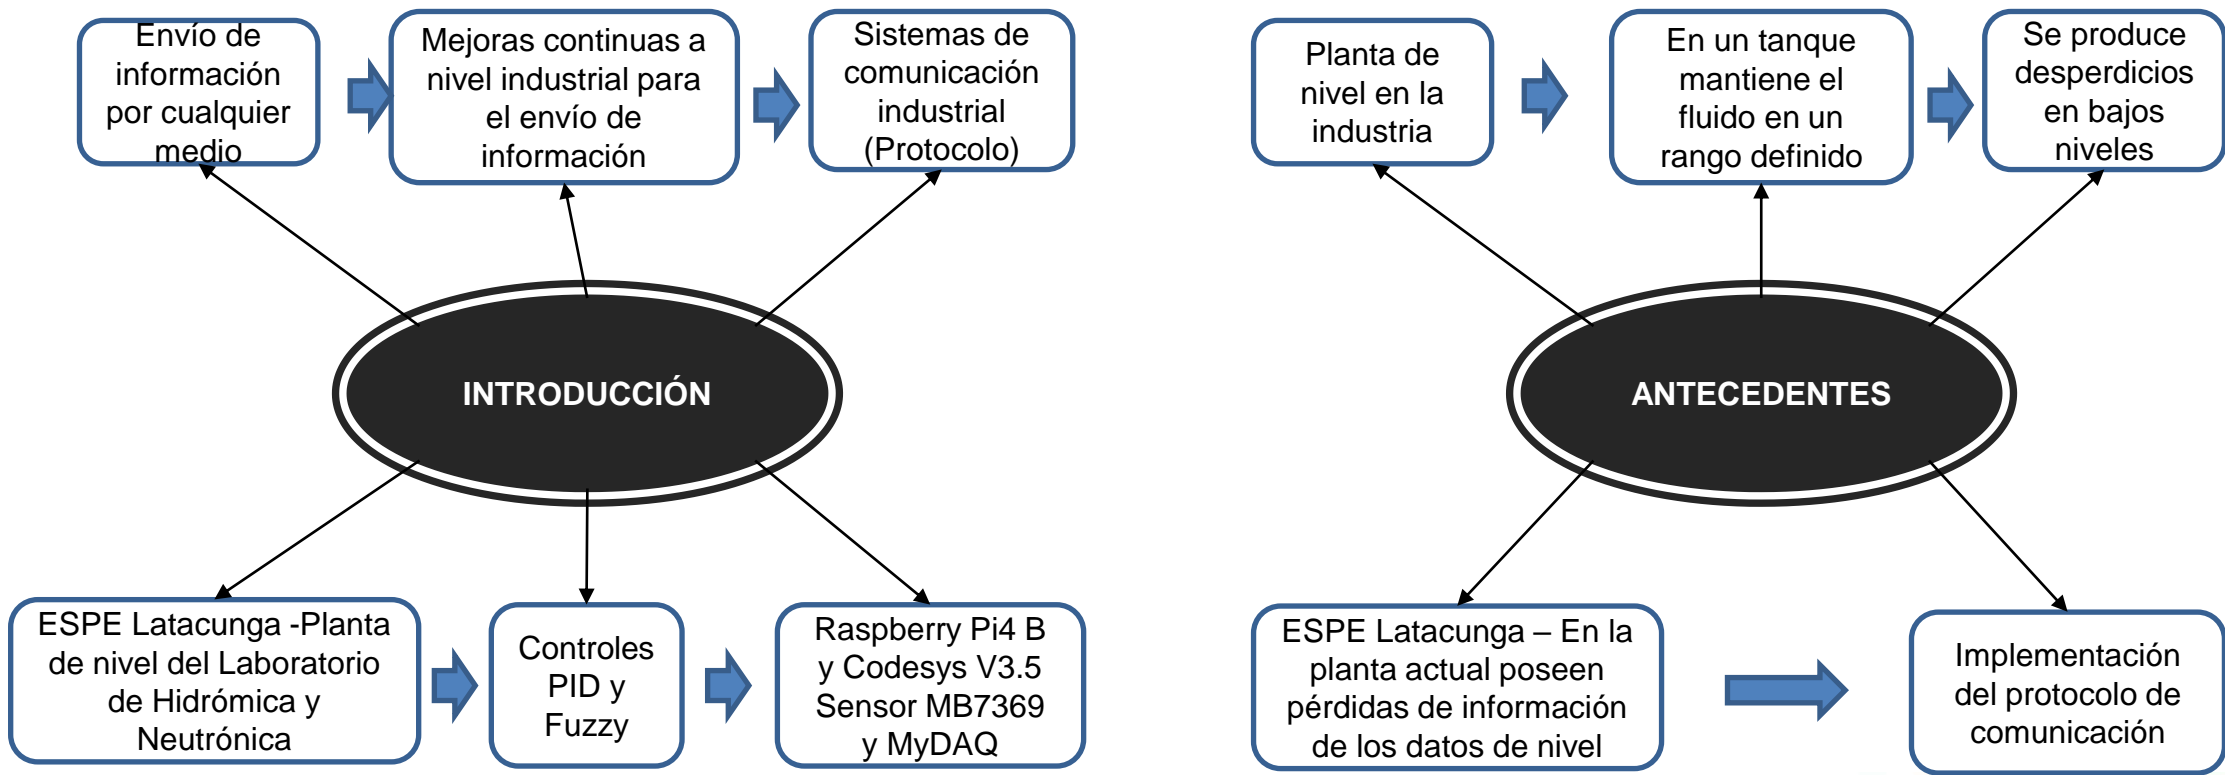 Envío de
información
por cualquier
medio
Mejoras continuas a
nivel industrial para
el envío de
información
Sistemas de
comunicación
industrial
(Protocolo)
INTRODUCCIÓN
ESPE Latacunga -Planta
de nivel del Laboratorio
de Hidrómica y
Neutrónica
Controles
PID y
Fuzzy
Raspberry Pi4 B
y Codesys V3.5
Sensor MB7369
y MyDAQ
Planta de
nivel en la
industria
En un tanque
mantiene el
fluido en un
rango definido
Se produce
desperdicios
en bajos
niveles
ANTECEDENTES
ESPE Latacunga – En la
planta actual poseen
pérdidas de información
de los datos de nivel
Implementación
del protocolo de
comunicación